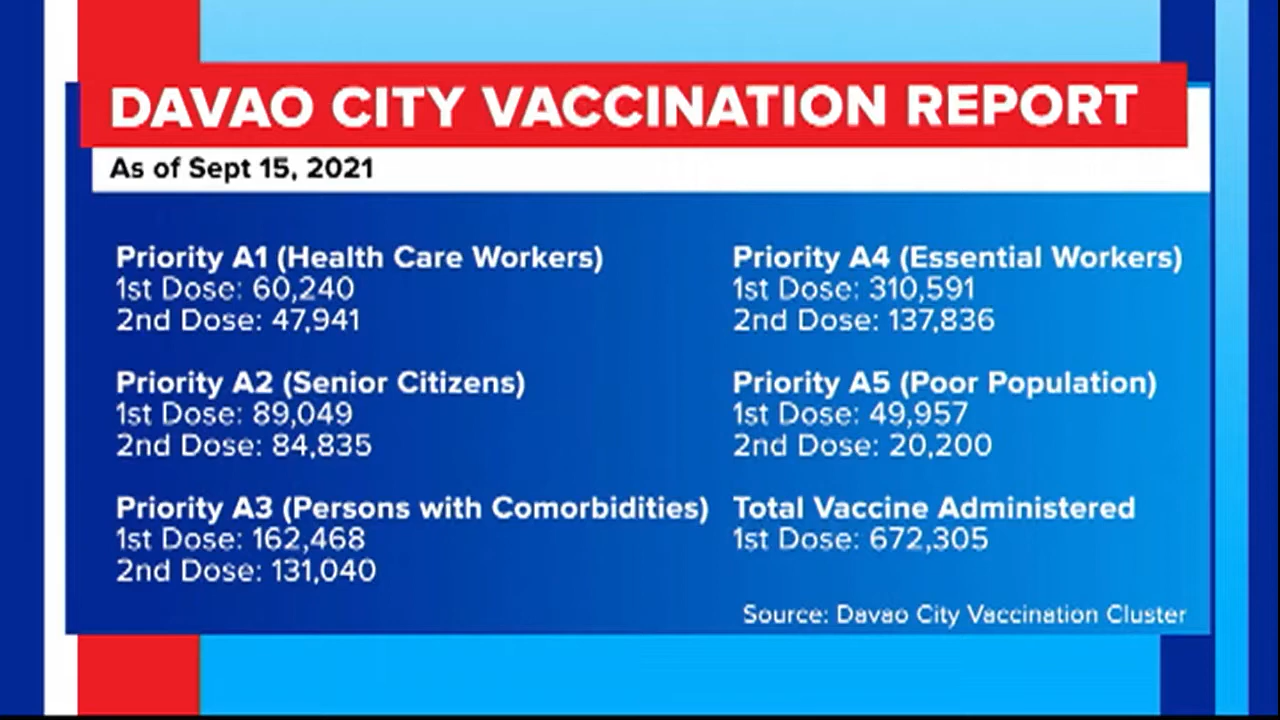 DAVAO CITY VACCINATION REPORT
As of Sept 15, 2021
Priority A1 (Health Care Workers)
1st Dose: 60,240
2nd Dose: 47,941
Priority A2 (Senior Citizens)
1st Dose: 89,049
2nd Dose: 84,835
Priority A3 (Persons with Comorbidities)
1st Dose: 162,468
2nd Dose: 131,040
Priority A4 (Essential Workers)
1st Dose: 310,591
2nd Dose: 137,836
Priority A5 (Poor Population)
1st Dose: 49,957
2nd Dose: 20,200
Total Vaccine Administered
1st Dose: 672,305
Source: Davao City Vaccination Cluster